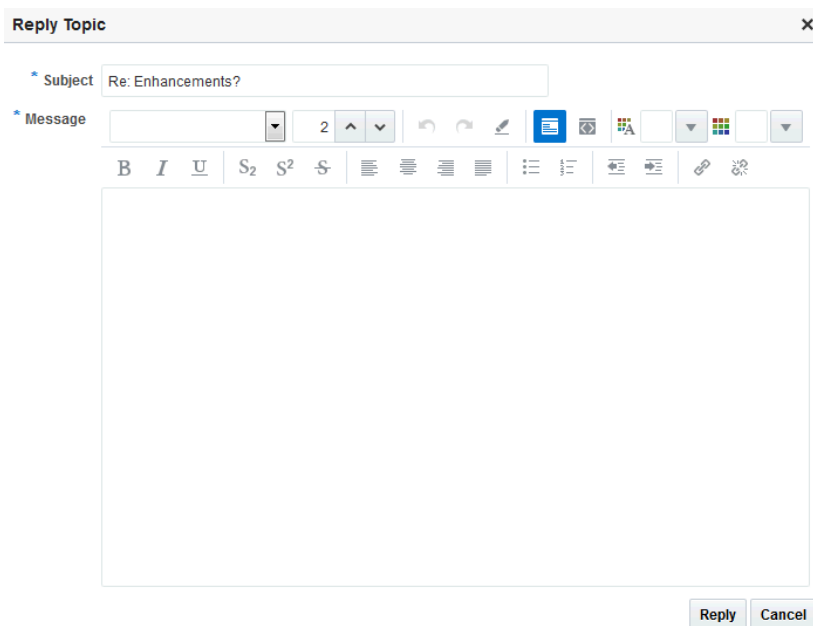 Reply Topic
* Subject Re: Enhancements?
* Message 2
B I U S₂ S² S
Reply Cancel